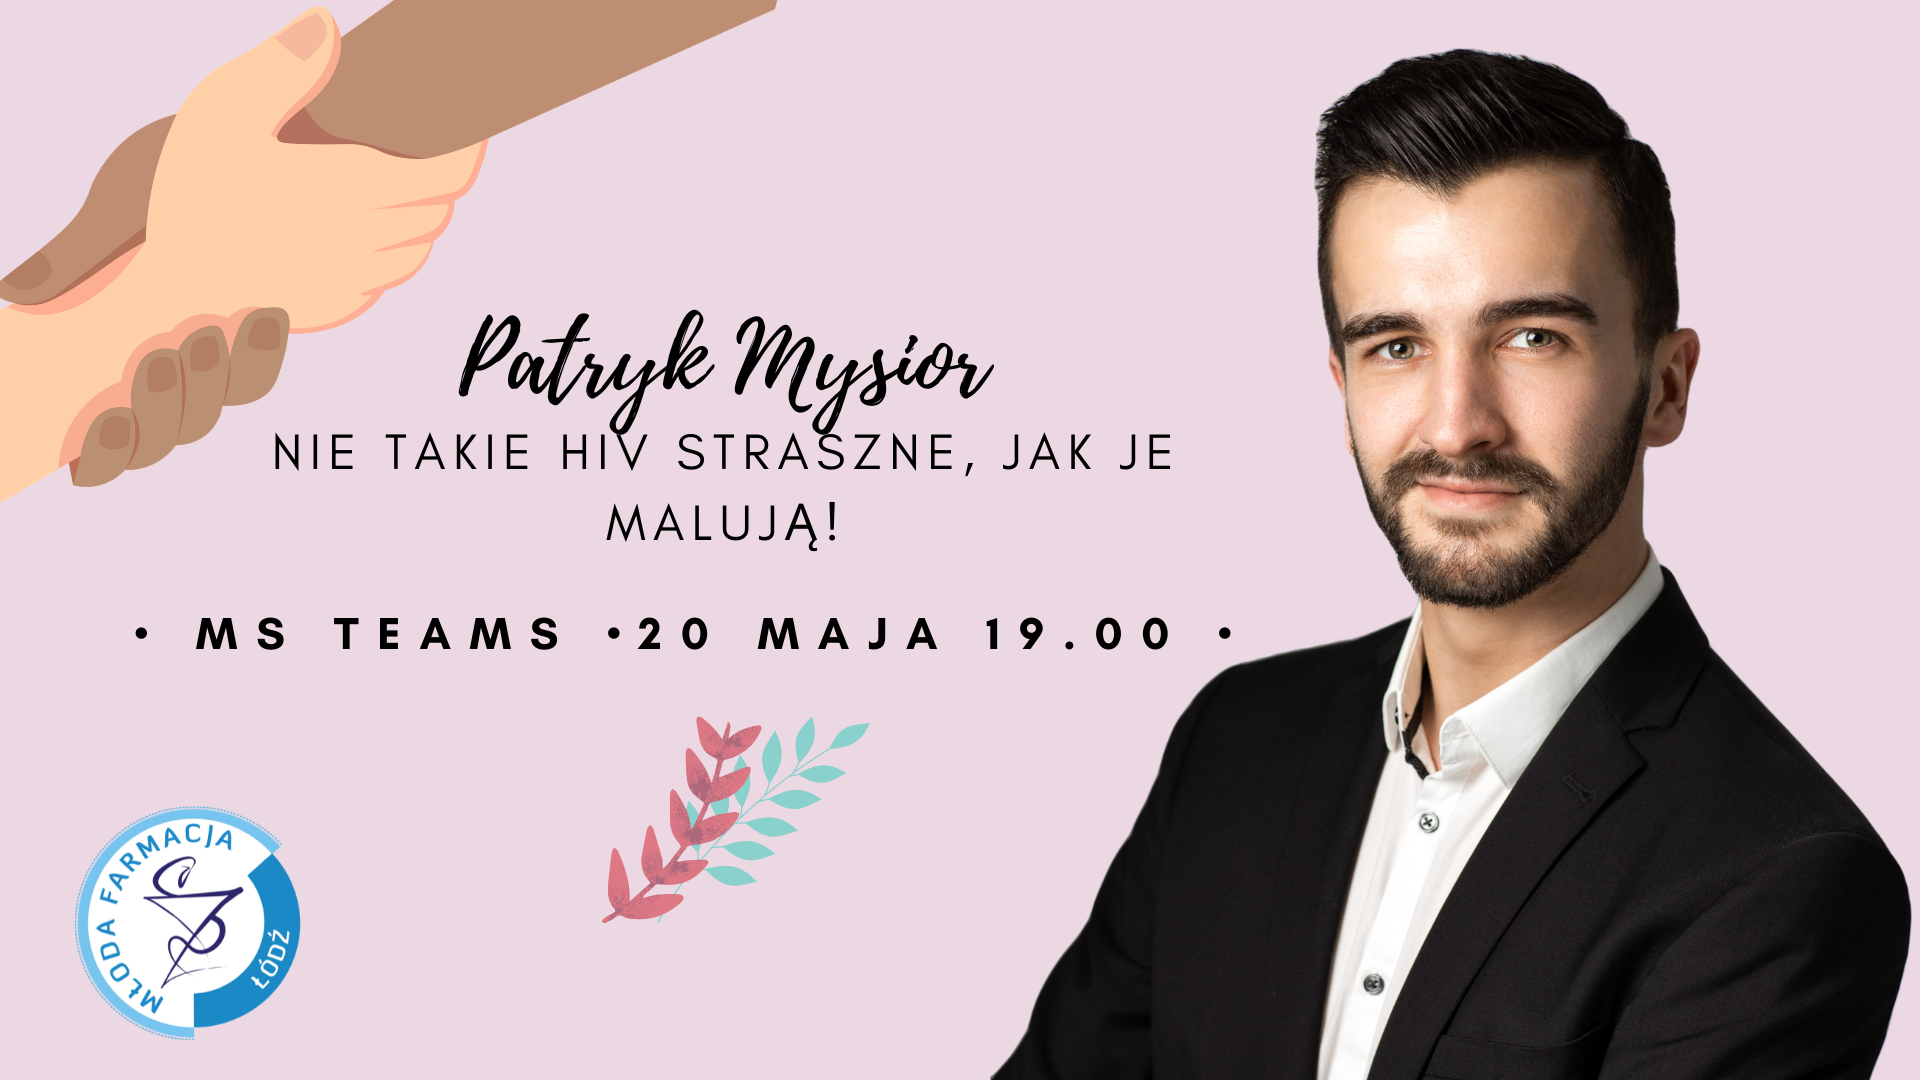 Patryk Mysior
NIE TAKIE HIV STRASZNE, JAK JE
MALUJĄ!
• MS TEAMS •20 MAJA 19.00 •
MŁODA FARMACJA
ŁÓDŹ